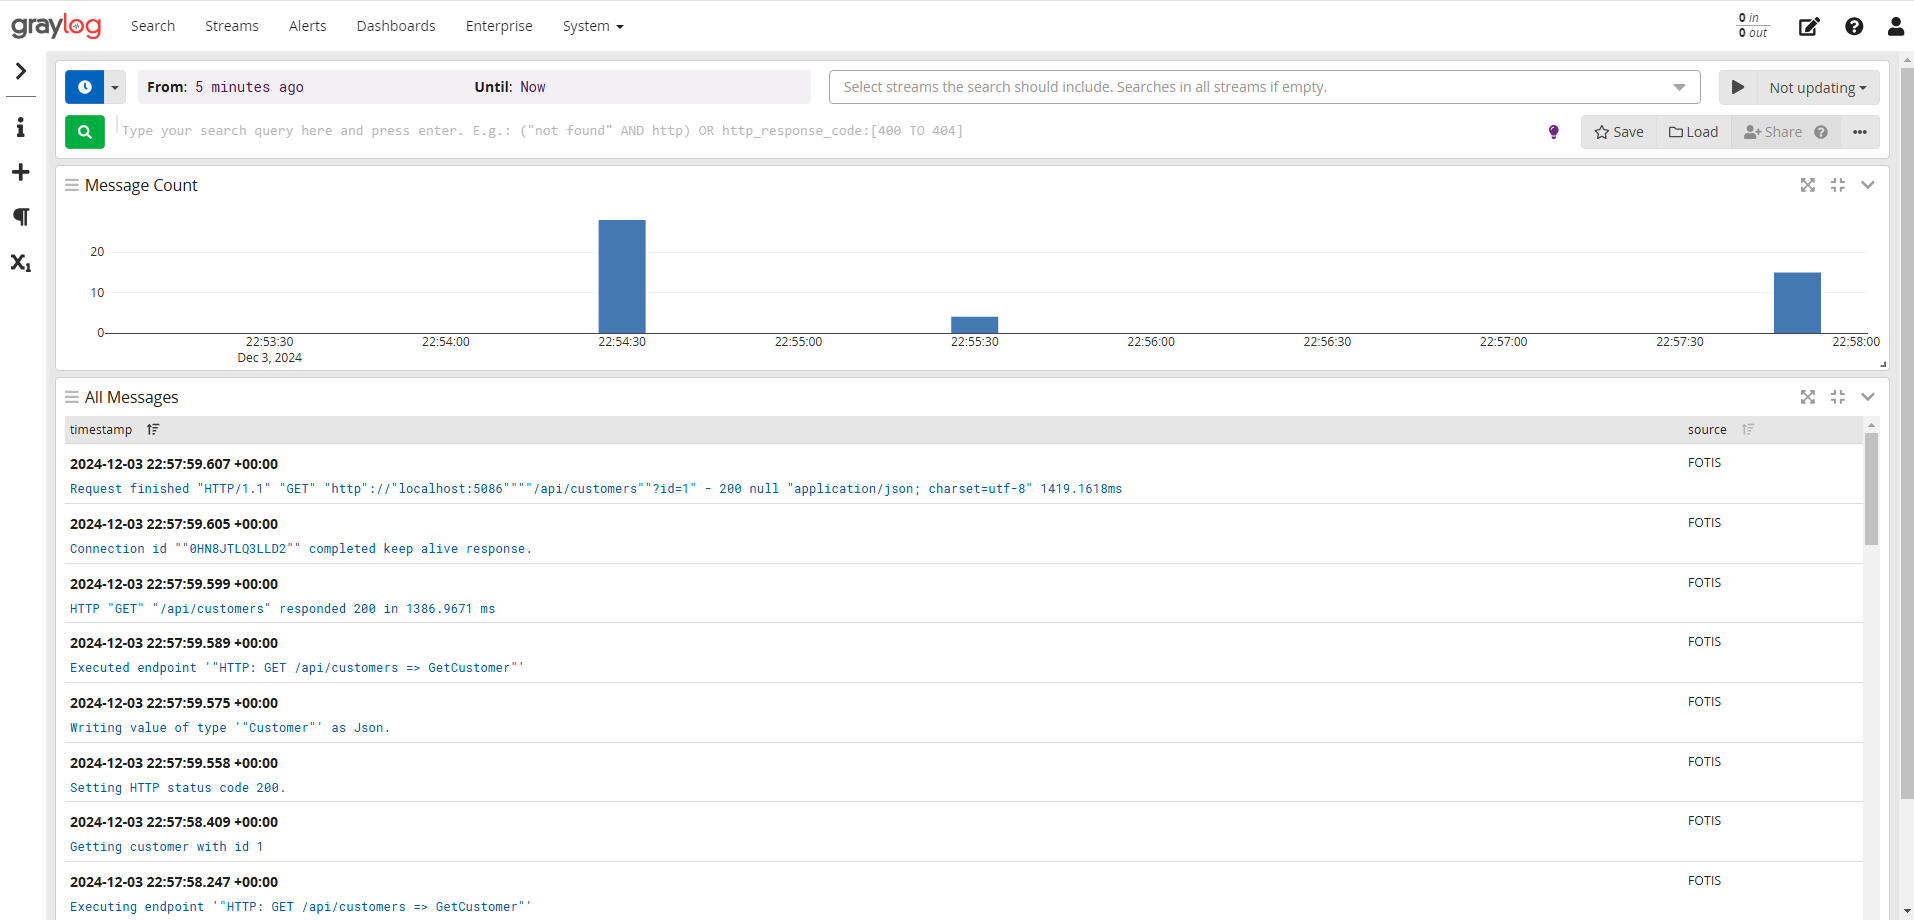 graylog Search Streams Alerts Dashboards Enterprise System 0 in
0 out
From: 5 minutes ago Until: Now Select streams the search should include. Searches in all streams if empty. Not updating
Type your search query here and press enter. E.g.: ("not found" AND http) OR http_response_code:[400 TO 404] Save Load Share
Message Count
20
10
0
22:53:30 22:54:00 22:54:30 22:55:00 22:55:30 22:56:00 22:56:30 22:57:00 22:57:30 22:58:00
Dec 3, 2024
All Messages
timestamp source
2024-12-03 22:57:59.607 +00:00 FOTIS
Request finished "HTTP/1.1" "GET" "http"://"localhost:5086""""/api/customers""?id=1" - 200 null "application/json; charset=utf-8" 1419.1618ms
2024-12-03 22:57:59.605 +00:00 FOTIS
Connection id ""0HN8JTLQ3LLD2"" completed keep alive response.
2024-12-03 22:57:59.599 +00:00 FOTIS
HTTP "GET" "/api/customers" responded 200 in 1386.9671 ms
2024-12-03 22:57:59.589 +00:00 FOTIS
Executed endpoint '"HTTP: GET /api/customers => GetCustomer"'
2024-12-03 22:57:59.575 +00:00 FOTIS
Writing value of type '"Customer"' as Json.
2024-12-03 22:57:59.558 +00:00 FOTIS
Setting HTTP status code 200.
2024-12-03 22:57:58.409 +00:00 FOTIS
Getting customer with id 1
2024-12-03 22:57:58.247 +00:00 FOTIS
Executing endpoint '"HTTP: GET /api/customers => GetCustomer"'